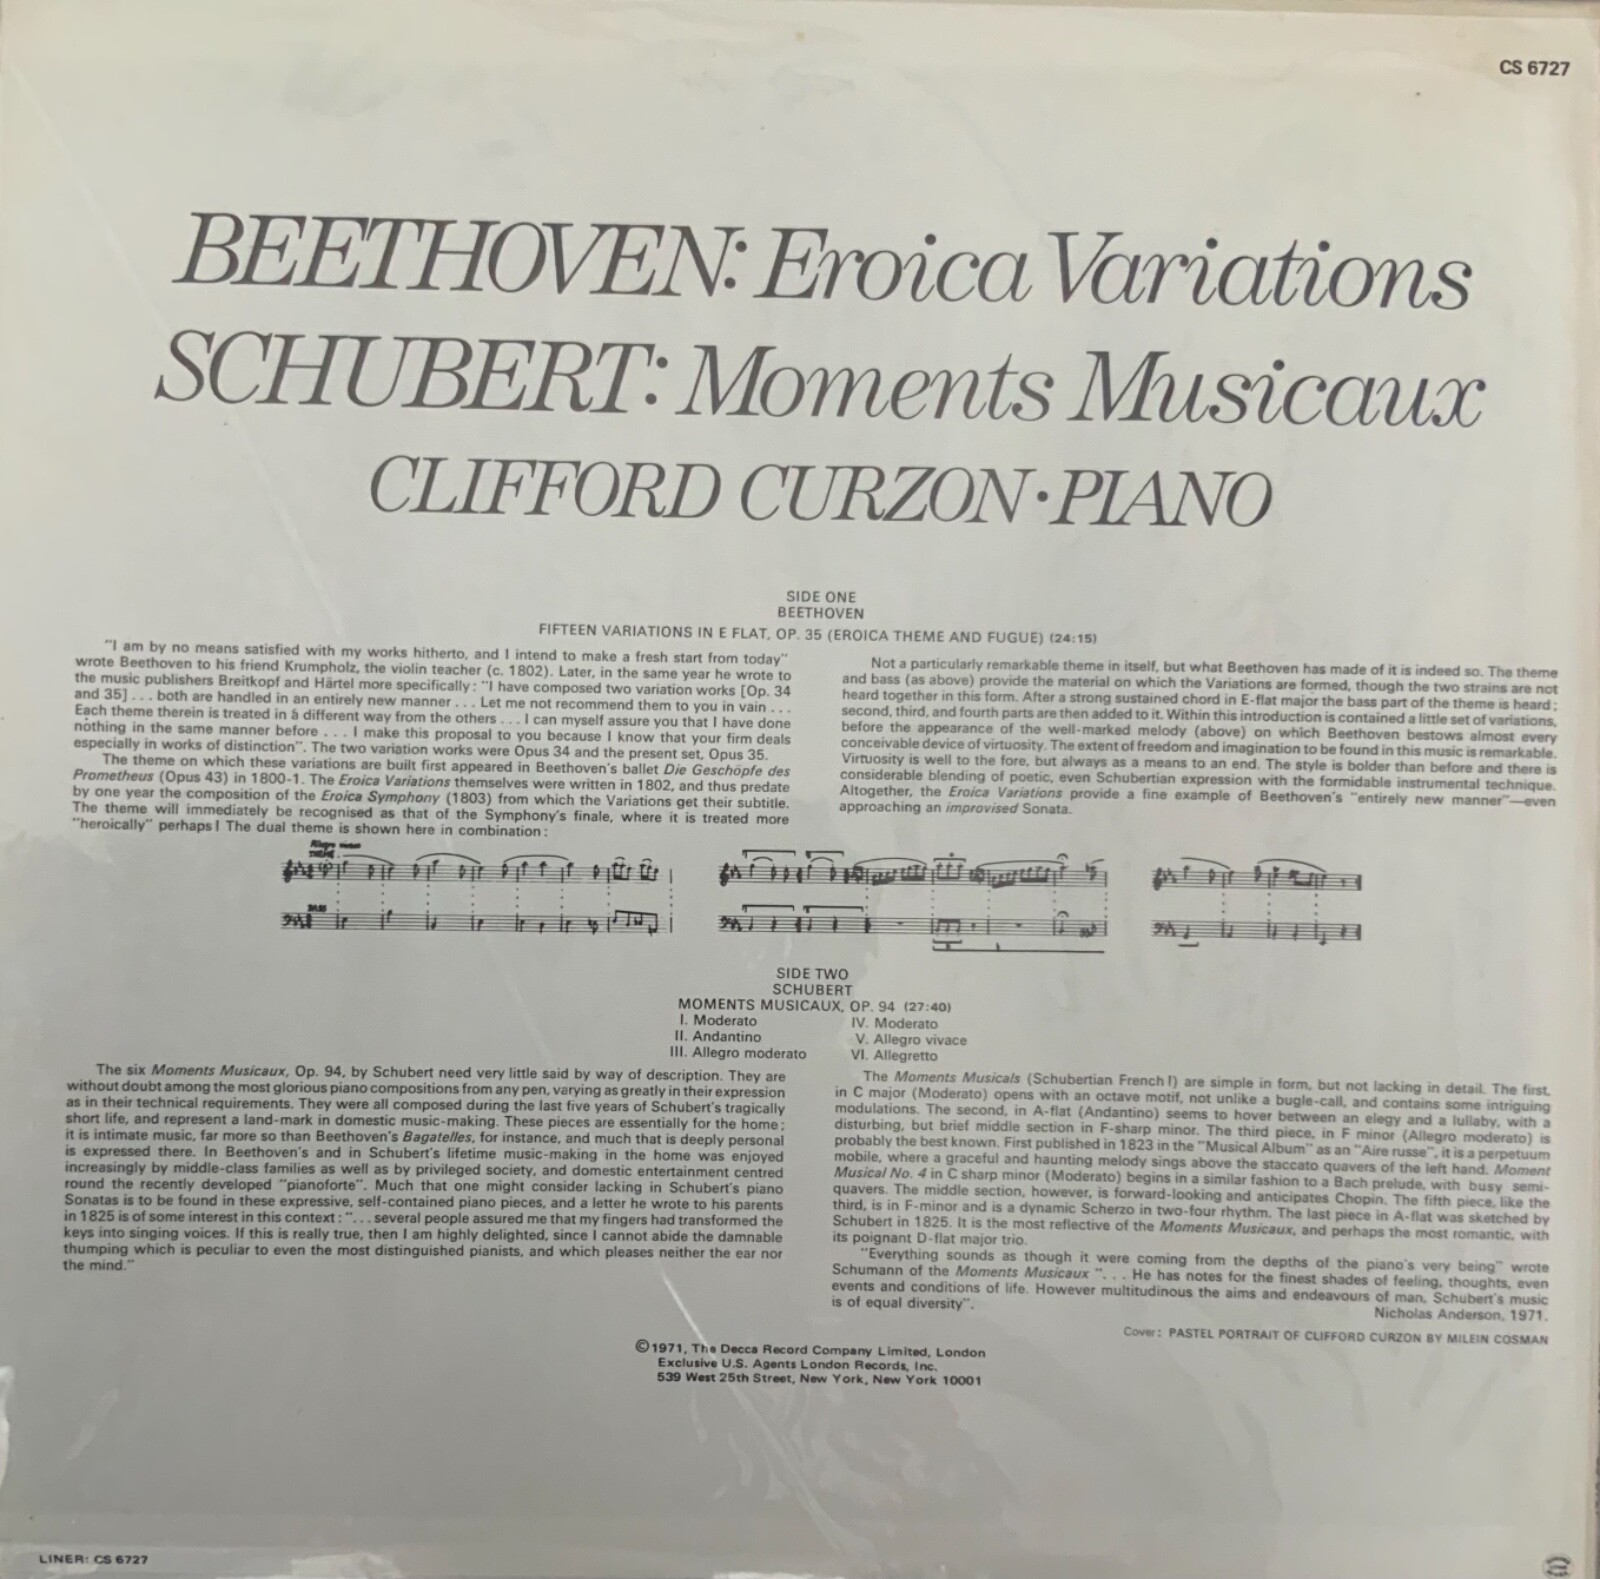 CS 6727
BEETHOVEN: Eroica Variations
SCHUBERT: Moments Musicaux
CLIFFORD CURZON·PIANO
SIDE ONE
BEETHOVEN
FIFTEEN VARIATIONS IN E FLAT, OP. 35 (EROICA THEME AND FUGUE) (24:15)
"I am by no means satisfied with my works hitherto, and I intend to make a fresh start from today"
wrote Beethoven to his friend Krumpholz, the violin teacher (c. 1802). Later, in the same year he wrote to
the music publishers Breitkopf and Härtel more specifically: "I have composed two variation works [Op. 34
and 35] . . . both are handled in an entirely new manner . . . Let me not recommend them to you in vain . . .
Each theme therein is treated in a different way from the others . . . I can myself assure you that I have done
nothing in the same manner before . . . I make this proposal to you because I know that your firm deals
especially in works of distinction". The two variation works were Opus 34 and the present set, Opus 35.
The theme on which these variations are built first appeared in Beethoven's ballet Die Geschöpfe des
Prometheus (Opus 43) in 1800-1. The Eroica Variations themselves were written in 1802, and thus predate
by one year the composition of the Eroica Symphony (1803) from which the Variations get their subtitle.
The theme will immediately be recognised as that of the Symphony's finale, where it is treated more
"heroically" perhaps! The dual theme is shown here in combination:
Not a particularly remarkable theme in itself, but what Beethoven has made of it is indeed so. The theme
and bass (as above) provide the material on which the Variations are formed, though the two strains are not
heard together in this form. After a strong sustained chord in E-flat major the bass part of the theme is heard;
second, third, and fourth parts are then added to it. Within this introduction is contained a little set of variations,
before the appearance of the well-marked melody (above) on which Beethoven bestows almost every
conceivable device of virtuosity. The extent of freedom and imagination to be found in this music is remarkable.
Virtuosity is well to the fore, but always as a means to an end. The style is bolder than before and there is
considerable blending of poetic, even Schubertian expression with the formidable instrumental technique.
Altogether, the Eroica Variations provide a fine example of Beethoven's "entirely new manner"—even
approaching an improvised Sonata.
THEME
BASS
SIDE TWO
SCHUBERT
MOMENTS MUSICAUX, OP. 94 (27:40)
I. Moderato
II. Andantino
III. Allegro moderato
IV. Moderato
V. Allegro vivace
VI. Allegretto
The six Moments Musicaux, Op. 94, by Schubert need very little said by way of description. They are
without doubt among the most glorious piano compositions from any pen, varying as greatly in their expression
as in their technical requirements. They were all composed during the last five years of Schubert's tragically
short life, and represent a land-mark in domestic music-making. These pieces are essentially for the home;
it is intimate music, far more so than Beethoven's Bagatelles, for instance, and much that is deeply personal
is expressed there. In Beethoven's and in Schubert's lifetime music-making in the home was enjoyed
increasingly by middle-class families as well as by privileged society, and domestic entertainment centred
round the recently developed "pianoforte". Much that one might consider lacking in Schubert's piano
Sonatas is to be found in these expressive, self-contained piano pieces, and a letter he wrote to his parents
in 1825 is of some interest in this context: ". . . several people assured me that my fingers had transformed the
keys into singing voices. If this is really true, then I am highly delighted, since I cannot abide the damnable
thumping which is peculiar to even the most distinguished pianists, and which pleases neither the ear nor
the mind."
The Moments Musicals (Schubertian French!) are simple in form, but not lacking in detail. The first,
in C major (Moderato) opens with an octave motif, not unlike a bugle-call, and contains some intriguing
modulations. The second, in A-flat (Andantino) seems to hover between an elegy and a lullaby, with a
disturbing, but brief middle section in F-sharp minor. The third piece, in F minor (Allegro moderato) is
probably the best known. First published in 1823 in the "Musical Album" as an "Aire russe", it is a perpetuum
mobile, where a graceful and haunting melody sings above the staccato quavers of the left hand. Moment
Musical No. 4 in C sharp minor (Moderato) begins in a similar fashion to a Bach prelude, with busy semi-
quavers. The middle section, however, is forward-looking and anticipates Chopin. The fifth piece, like the
third, is in F-minor and is a dynamic Scherzo in two-four rhythm. The last piece in A-flat was sketched by
Schubert in 1825. It is the most reflective of the Moments Musicaux, and perhaps the most romantic, with
its poignant D-flat major trio.
"Everything sounds as though it were coming from the depths of the piano's very being" wrote
Schumann of the Moments Musicaux ". . . He has notes for the finest shades of feeling, thoughts, even
events and conditions of life. However multitudinous the aims and endeavours of man, Schubert's music
is of equal diversity".
Nicholas Anderson, 1971.
Cover: PASTEL PORTRAIT OF CLIFFORD CURZON BY MILEIN COSMAN
©1971, The Decca Record Company Limited, London
Exclusive U.S. Agents London Records, Inc.
539 West 25th Street, New York, New York 10001
LINER: CS 6727